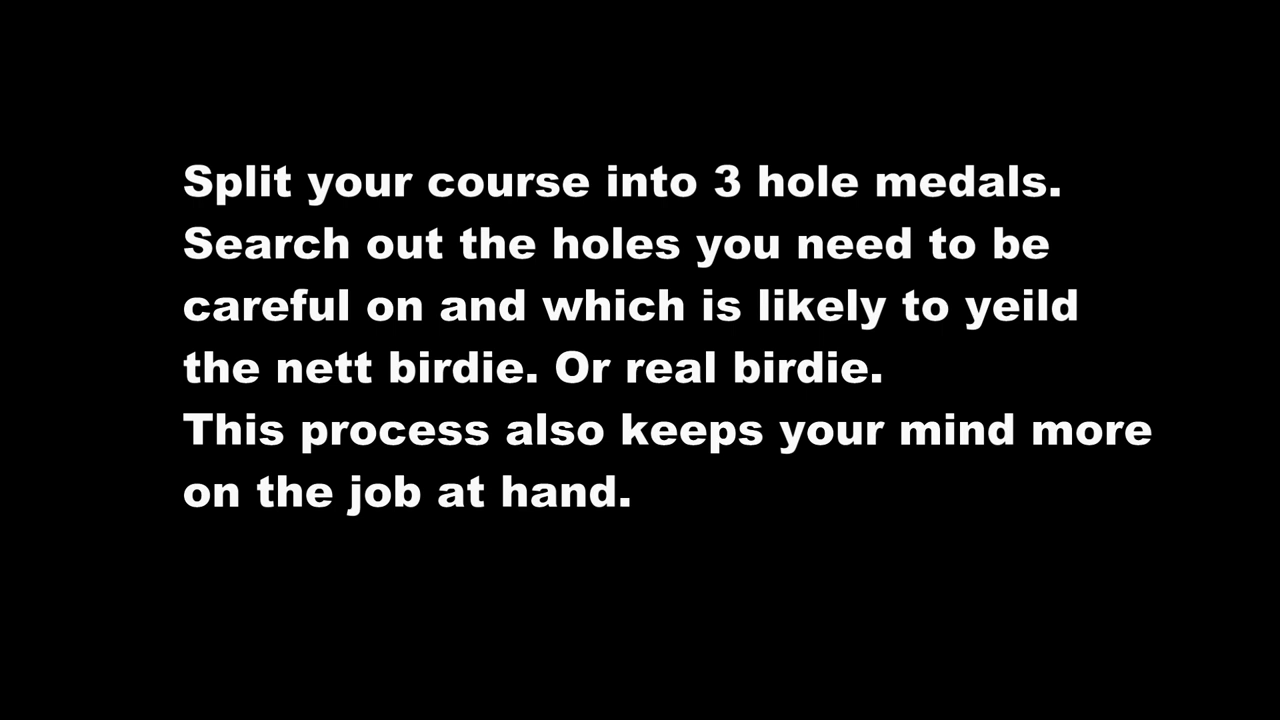 Split your course into 3 hole medals.
Search out the holes you need to be
careful on and which is likely to yeild
the nett birdie. Or real birdie.
This process also keeps your mind more
on the job at hand.